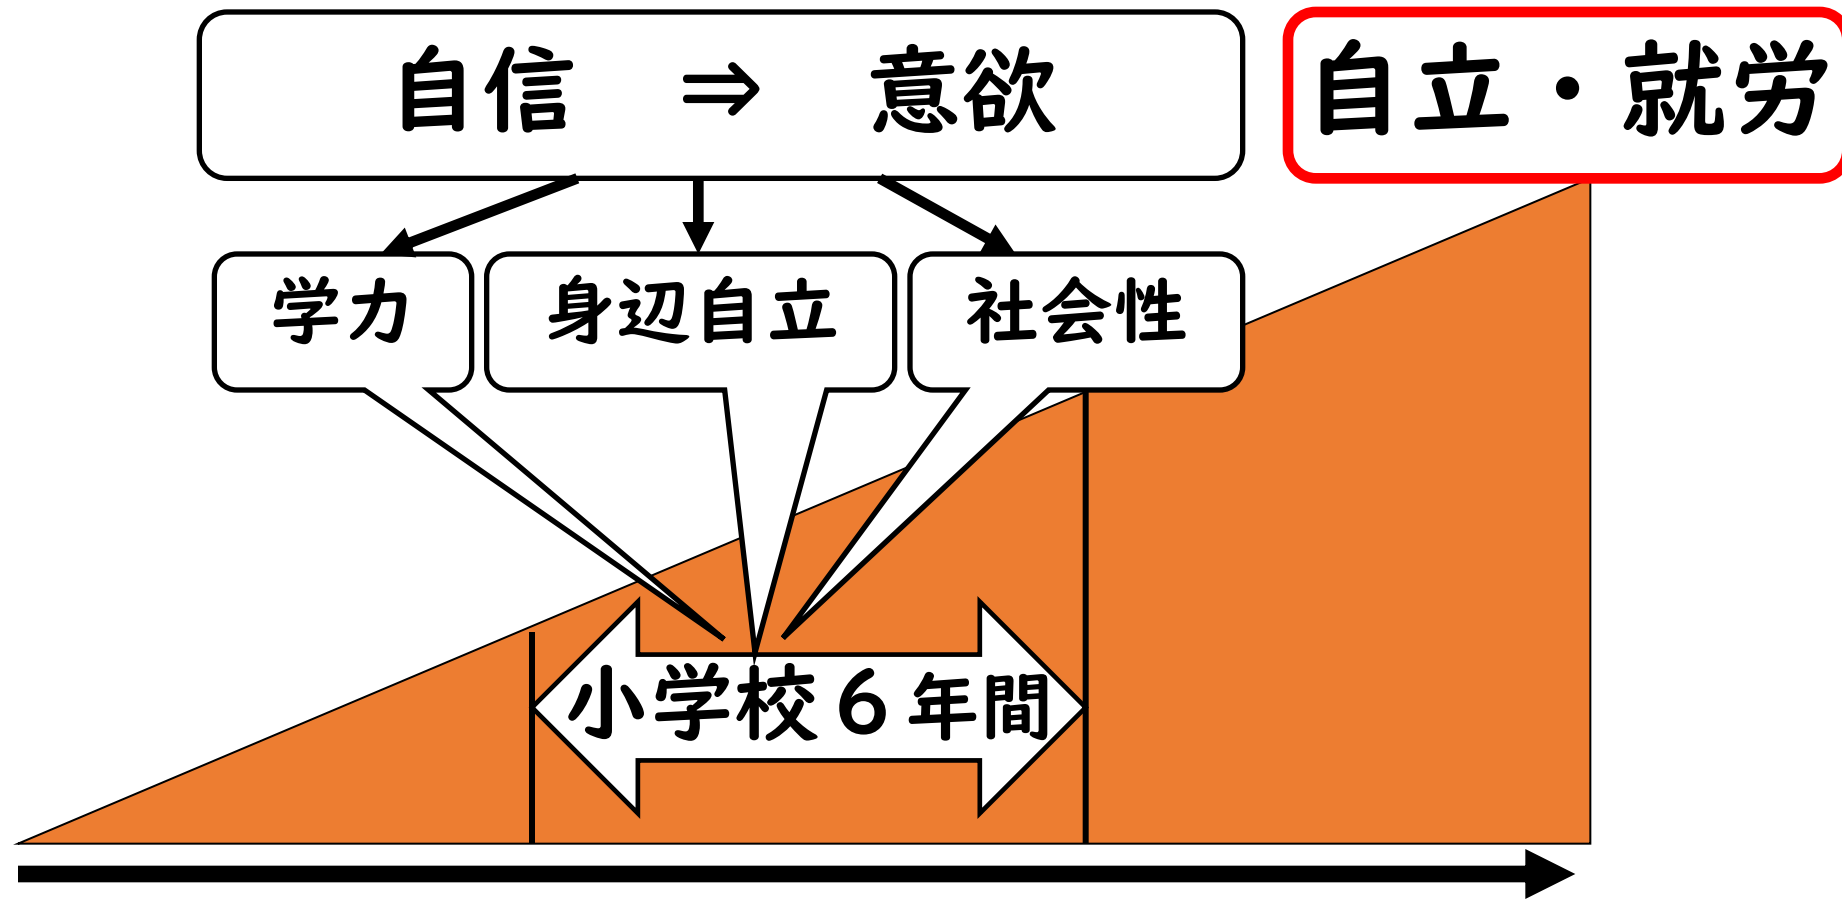 自信　⇒　意欲
自立・就労
学力
身辺自立
社会性
小学校６年間